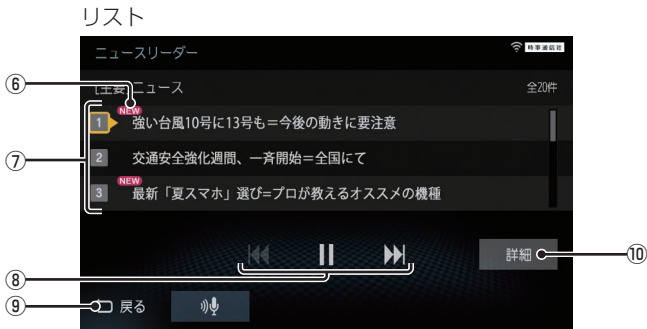 リスト
ニュースリーダー
時事通信社
⑥
[主要]ニュース
全20件
⑦
NEW
1 強い台風10号に13号も=今後の動きに要注意
2 交通安全強化週間、一斉開始=全国にて
NEW
3 最新「夏スマホ」選び=プロが教えるオススメの機種
詳細
⑩
⑧
⑨
戻る